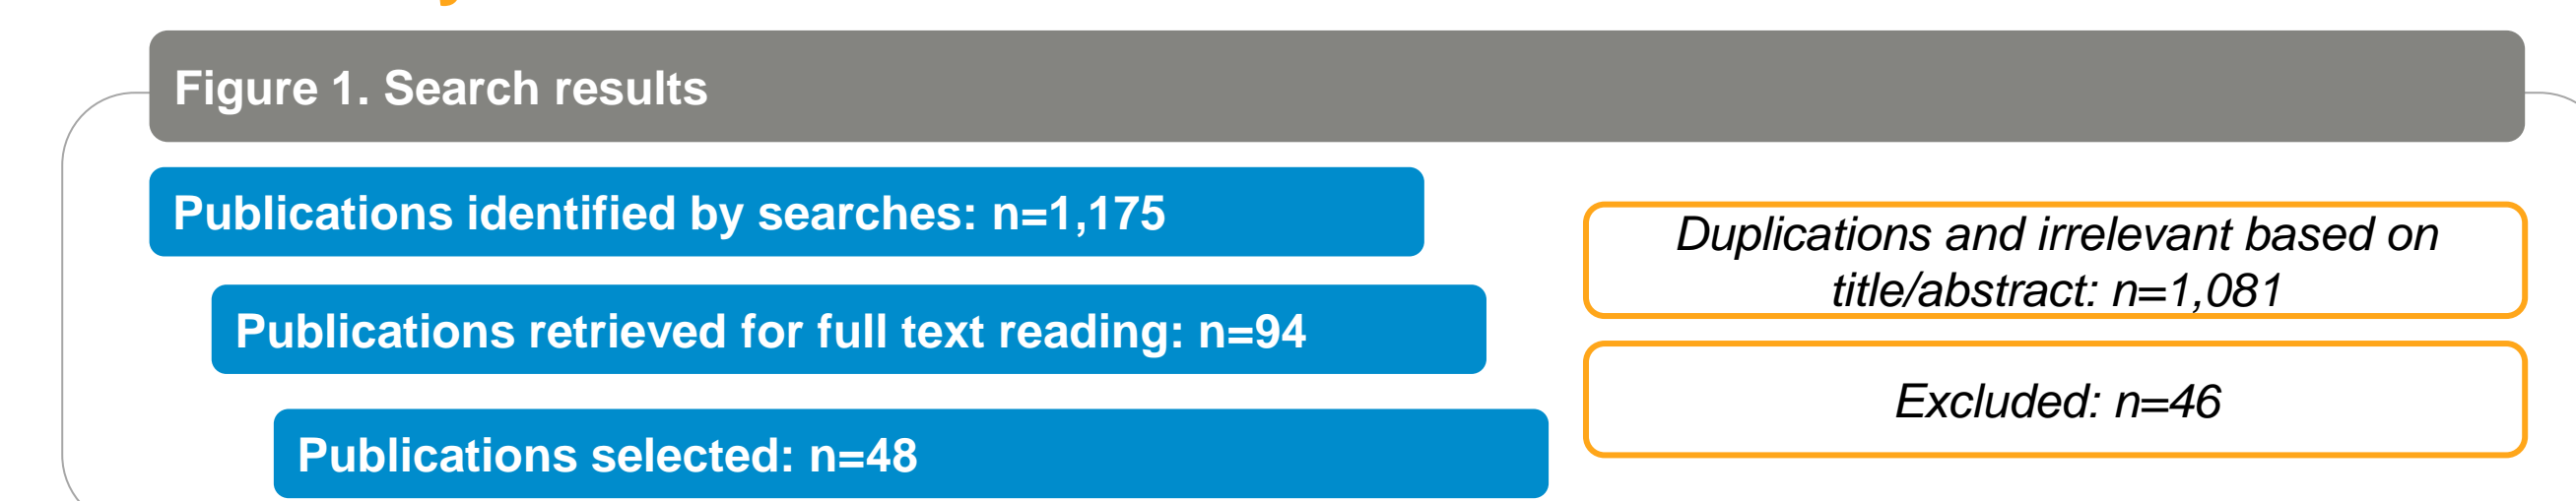 Figure 1. Search results
Publications identified by searches: n=1,175
Duplications and irrelevant based on
title/abstract: n=1,081
Publications retrieved for full text reading: n=94
Excluded: n=46
Publications selected: n=48